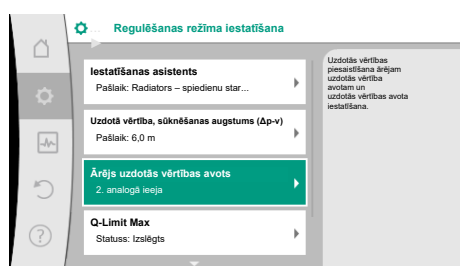 Regulēšanas režīma iestatīšana
Iestatīšanas asistents
Pašlaik: Radiators – spiedienu star...
Uzdotā vērtība, sūknēšanas augstums (Δp-v)
Pašlaik: 6,0 m
Ārējs uzdotās vērtības avots
2. analogā ieeja
Q-Limit Max
Statuss: Izslēgts
Uzdotās vērtības
piesaistīšana ārējam
uzdotās vērtība
avotam un
uzdotās vērtības avota
iestatīšana.